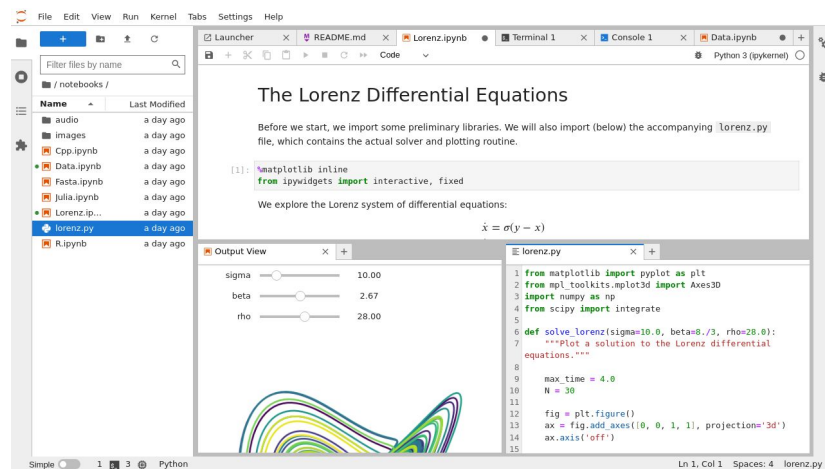 File Edit View Run Kernel Tabs Settings Help
Filter files by name
/ notebooks /
Name Last Modified
audio a day ago
images a day ago
Cpp.ipynb a day ago
Data.ipynb a day ago
Fasta.ipynb a day ago
Julia.ipynb a day ago
Lorenz.ip... a day ago
lorenz.py a day ago
R.ipynb a day ago
Launcher README.md Lorenz.ipynb Terminal 1 Console 1 Data.ipynb
Code Python 3 (ipykernel)
The Lorenz Differential Equations
Before we start, we import some preliminary libraries. We will also import (below) the accompanying lorenz.py
file, which contains the actual solver and plotting routine.
[1]: %matplotlib inline
from ipywidgets import interactive, fixed
We explore the Lorenz system of differential equations:
ẋ = σ(y − x)
Output View
sigma 10.00
beta 2.67
rho 28.00
lorenz.py
1 from matplotlib import pyplot as plt
2 from mpl_toolkits.mplot3d import Axes3D
3 import numpy as np
4 from scipy import integrate
5
6 def solve_lorenz(sigma=10.0, beta=8./3, rho=28.0):
7 """Plot a solution to the Lorenz differential
equations."""
8
9 max_time = 4.0
10 N = 30
11
12 fig = plt.figure()
13 ax = fig.add_axes([0, 0, 1, 1], projection='3d')
14 ax.axis('off')
15
Simple 1 3 Python
Ln 1, Col 1 Spaces: 4 lorenz.py